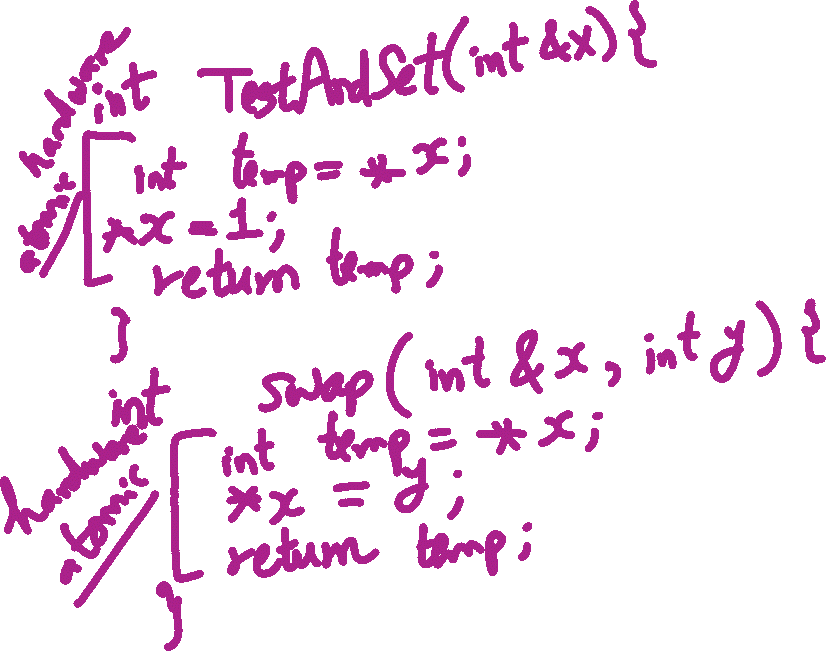 hardware
atomic
int TestAndSet(int &x){
int temp = *x;
*x = 1;
return temp;
}
hardware
atomic
int swap(int &x, int y){
int temp = *x;
*x = y;
return temp;
}